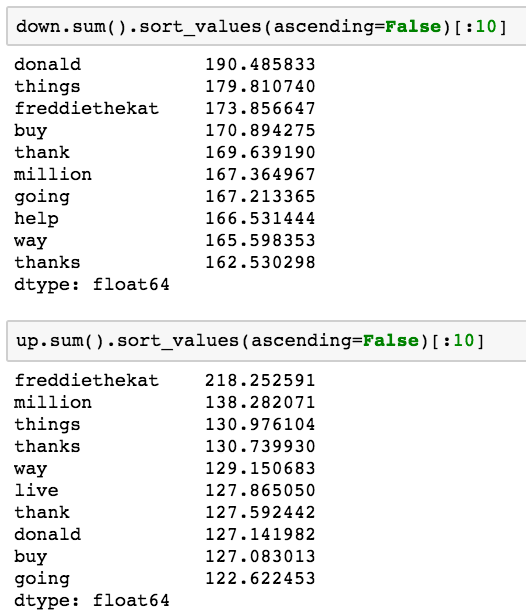 down.sum().sort_values(ascending=False)[:10]
donald 190.485833
things 179.810740
freddiethekat 173.856647
buy 170.894275
thank 169.639190
million 167.364967
going 167.213365
help 166.531444
way 165.598353
thanks 162.530298
dtype: float64
up.sum().sort_values(ascending=False)[:10]
freddiethekat 218.252591
million 138.282071
things 130.976104
thanks 130.739930
way 129.150683
live 127.865050
thank 127.592442
donald 127.141982
buy 127.083013
going 122.622453
dtype: float64